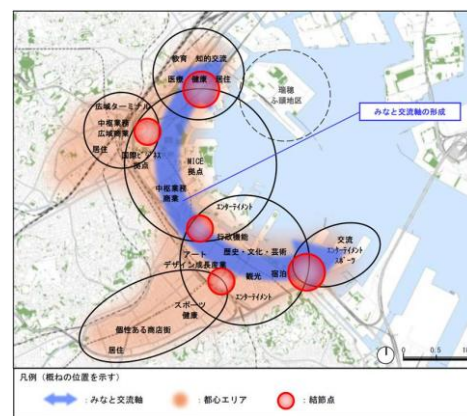 教育 知的交流
医療 健康 居住
瑞穂
ふ頭地区
広域ターミナル
中枢業務
広域商業
居住
国際ビジネス
拠点
みなと交流軸の形成
MICE
拠点
中枢業務
商業
エンターテイメント
行政機能
歴史・文化・芸術
交流
エンターテイメント
スポーツ
アート
デザイン成長産業
観光
宿泊
エンターテイメント
スポーツ
健康
個性ある商店街
居住
0
0.5
凡例（概ねの位置を示す）
：みなと交流軸
：都心エリア
：結節点